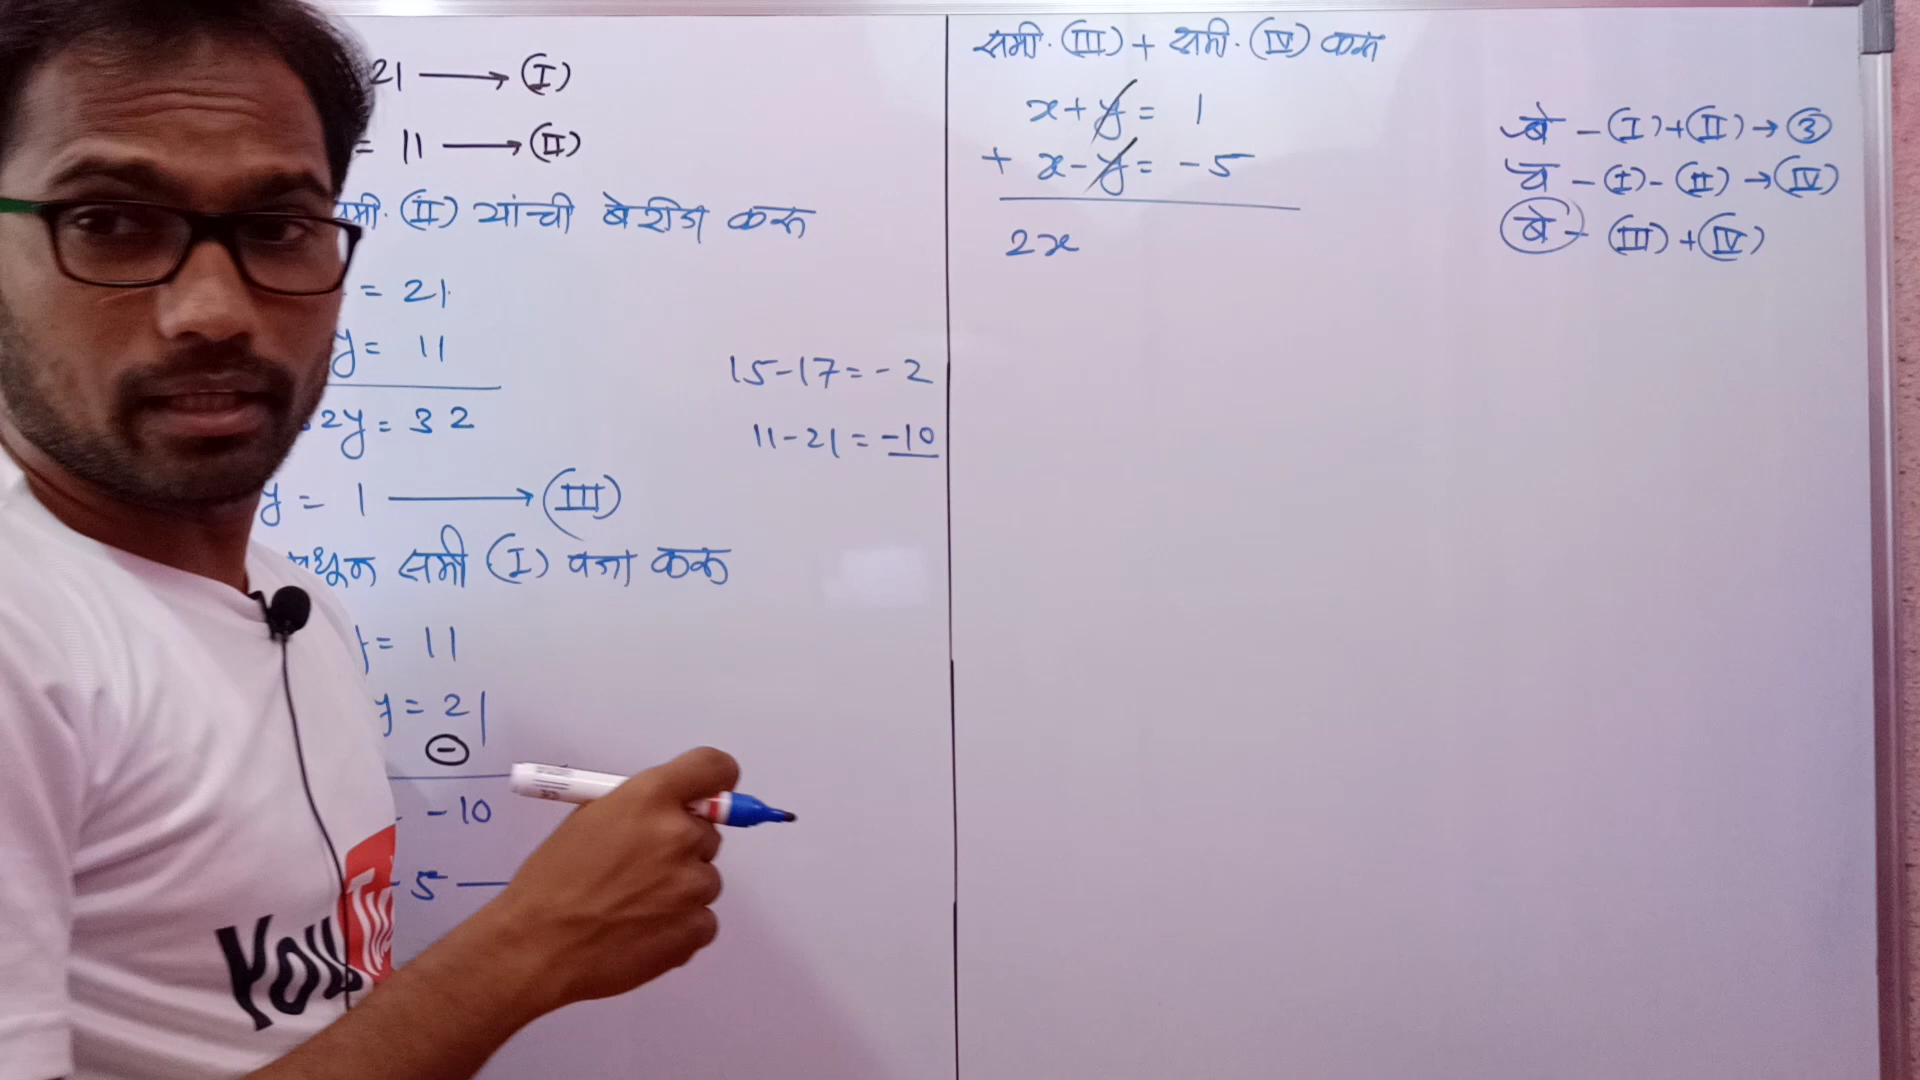 21 → (I)
= 11 → (II)
समी. (II) यांची बेरीज करू
= 21
y = 11
2y = 32
y = 1 → (III)
मधून समी (I) वजा करू
= 11
y = 21
(-)
-10
5 —
15-17=-2
11-21=-10
समी. (III) + समी. (IV) करू
x+y= 1
+ x-y= -5
2x
बे - (I)+(II)→(3)
व - (I)-(II)→(IV)
बे - (III)+(IV)
YouTu